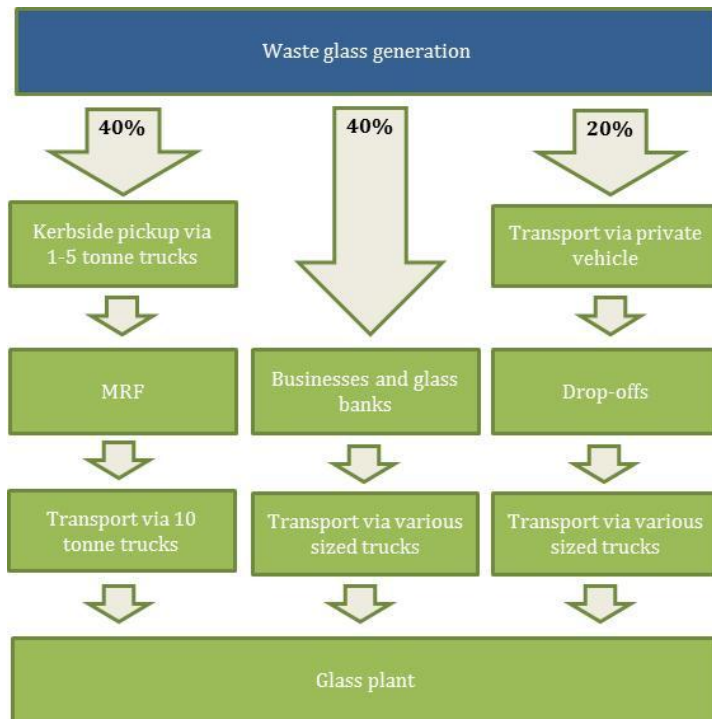 Waste glass generation
40%
40%
20%
Kerbside pickup via
1-5 tonne trucks
Transport via private
vehicle
MRF
Businesses and glass
banks
Drop-offs
Transport via 10
tonne trucks
Transport via various
sized trucks
Transport via various
sized trucks
Glass plant